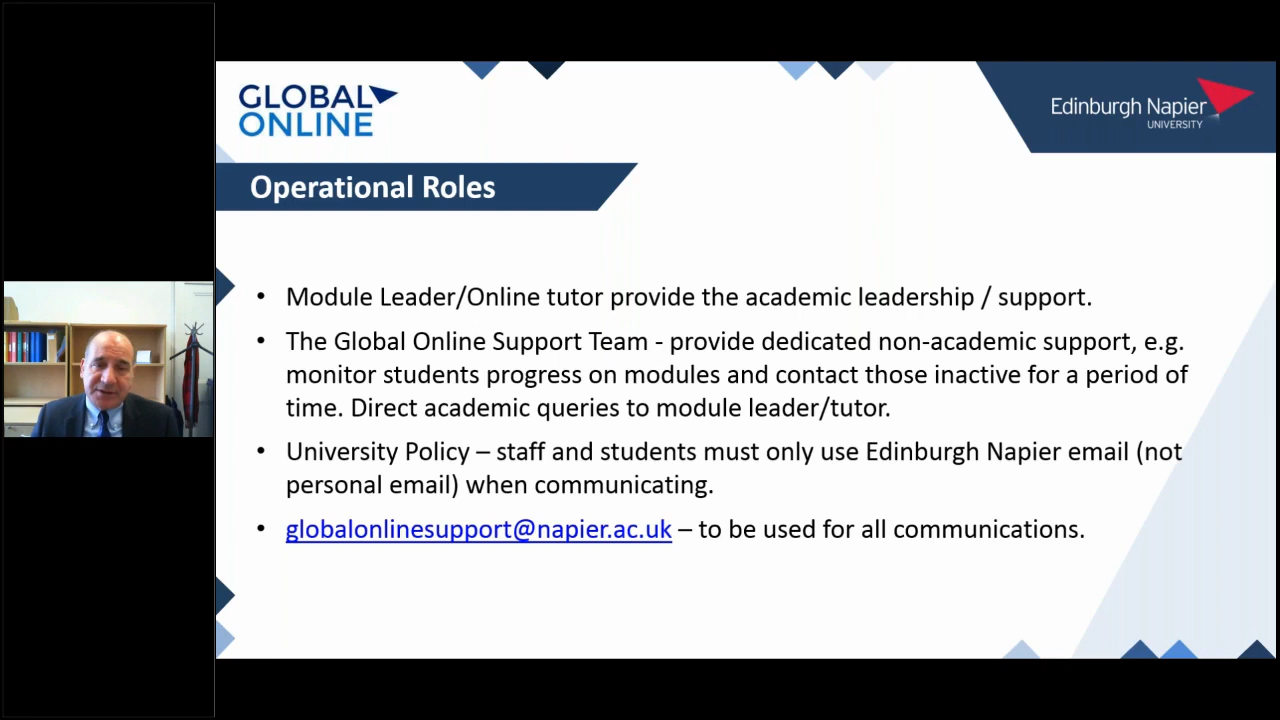 GLOBAL
ONLINE
Edinburgh Napier
UNIVERSITY
Operational Roles
• Module Leader/Online tutor provide the academic leadership / support.
• The Global Online Support Team - provide dedicated non-academic support, e.g.
monitor students progress on modules and contact those inactive for a period of
time. Direct academic queries to module leader/tutor.
• University Policy – staff and students must only use Edinburgh Napier email (not
personal email) when communicating.
• globalonlinesupport@napier.ac.uk – to be used for all communications.